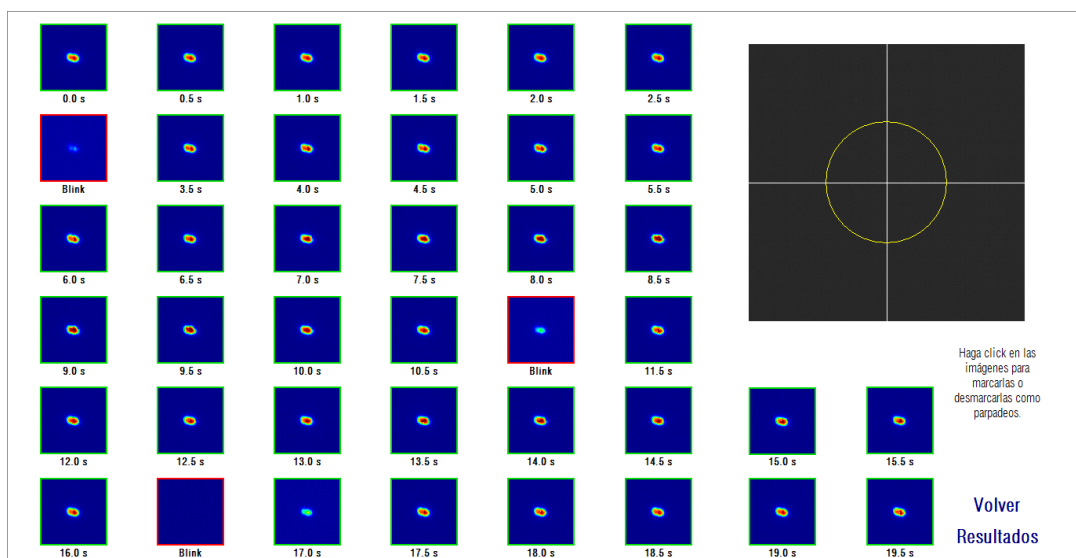 0.0 s
0.5 s
1.0 s
1.5 s
2.0 s
2.5 s
Blink
3.5 s
4.0 s
4.5 s
5.0 s
5.5 s
6.0 s
6.5 s
7.0 s
7.5 s
8.0 s
8.5 s
9.0 s
9.5 s
10.0 s
10.5 s
Blink
11.5 s
Haga click en las
imágenes para
marcarlas o
desmarcarlas como
parpadeos.
12.0 s
12.5 s
13.0 s
13.5 s
14.0 s
14.5 s
15.0 s
15.5 s
16.0 s
Blink
17.0 s
17.5 s
18.0 s
18.5 s
19.0 s
19.5 s
Volver
Resultados